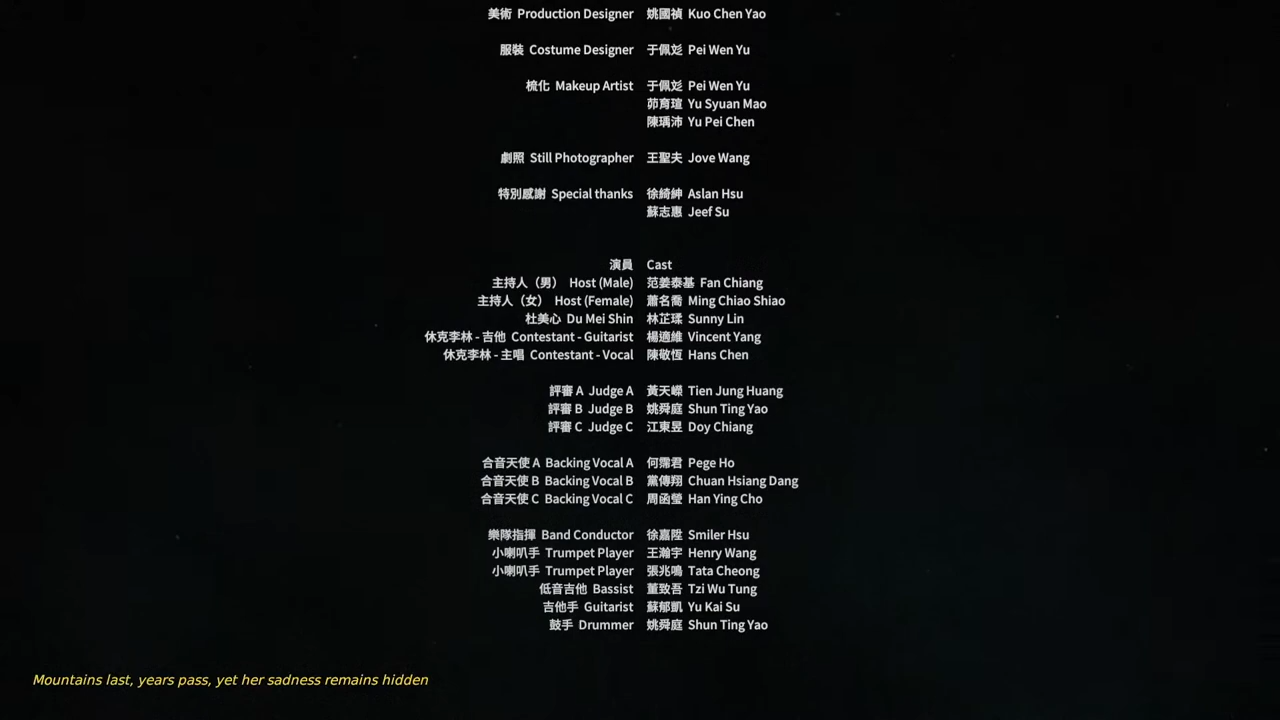 美術 Production Designer 姚國禎 Kuo Chen Yao
服裝 Costume Designer 于佩彣 Pei Wen Yu
梳化 Makeup Artist 于佩彣 Pei Wen Yu
茆育瑄 Yu Syuan Mao
陳瑀沛 Yu Pei Chen
劇照 Still Photographer 王聖夫 Jove Wang
特別感謝 Special thanks 徐綺紳 Aslan Hsu
蘇志惠 Jeef Su
演員 Cast
主持人（男） Host (Male) 范姜泰基 Fan Chiang
主持人（女） Host (Female) 蕭名喬 Ming Chiao Shiao
杜美心 Du Mei Shin 林芷瑈 Sunny Lin
休克李林 - 吉他 Contestant - Guitarist 楊適維 Vincent Yang
休克李林 - 主唱 Contestant - Vocal 陳敬恆 Hans Chen
評審 A Judge A 黃天嶸 Tien Jung Huang
評審 B Judge B 姚舜庭 Shun Ting Yao
評審 C Judge C 江東昱 Doy Chiang
合音天使 A Backing Vocal A 何霈君 Pege Ho
合音天使 B Backing Vocal B 黨傳翔 Chuan Hsiang Dang
合音天使 C Backing Vocal C 周函瑩 Han Ying Cho
樂隊指揮 Band Conductor 徐嘉陞 Smiler Hsu
小喇叭手 Trumpet Player 王瀚宇 Henry Wang
小喇叭手 Trumpet Player 張兆鳴 Tata Cheong
低音吉他 Bassist 董致吾 Tzi Wu Tung
吉他手 Guitarist 蘇郁凱 Yu Kai Su
鼓手 Drummer 姚舜庭 Shun Ting Yao
Mountains last, years pass, yet her sadness remains hidden